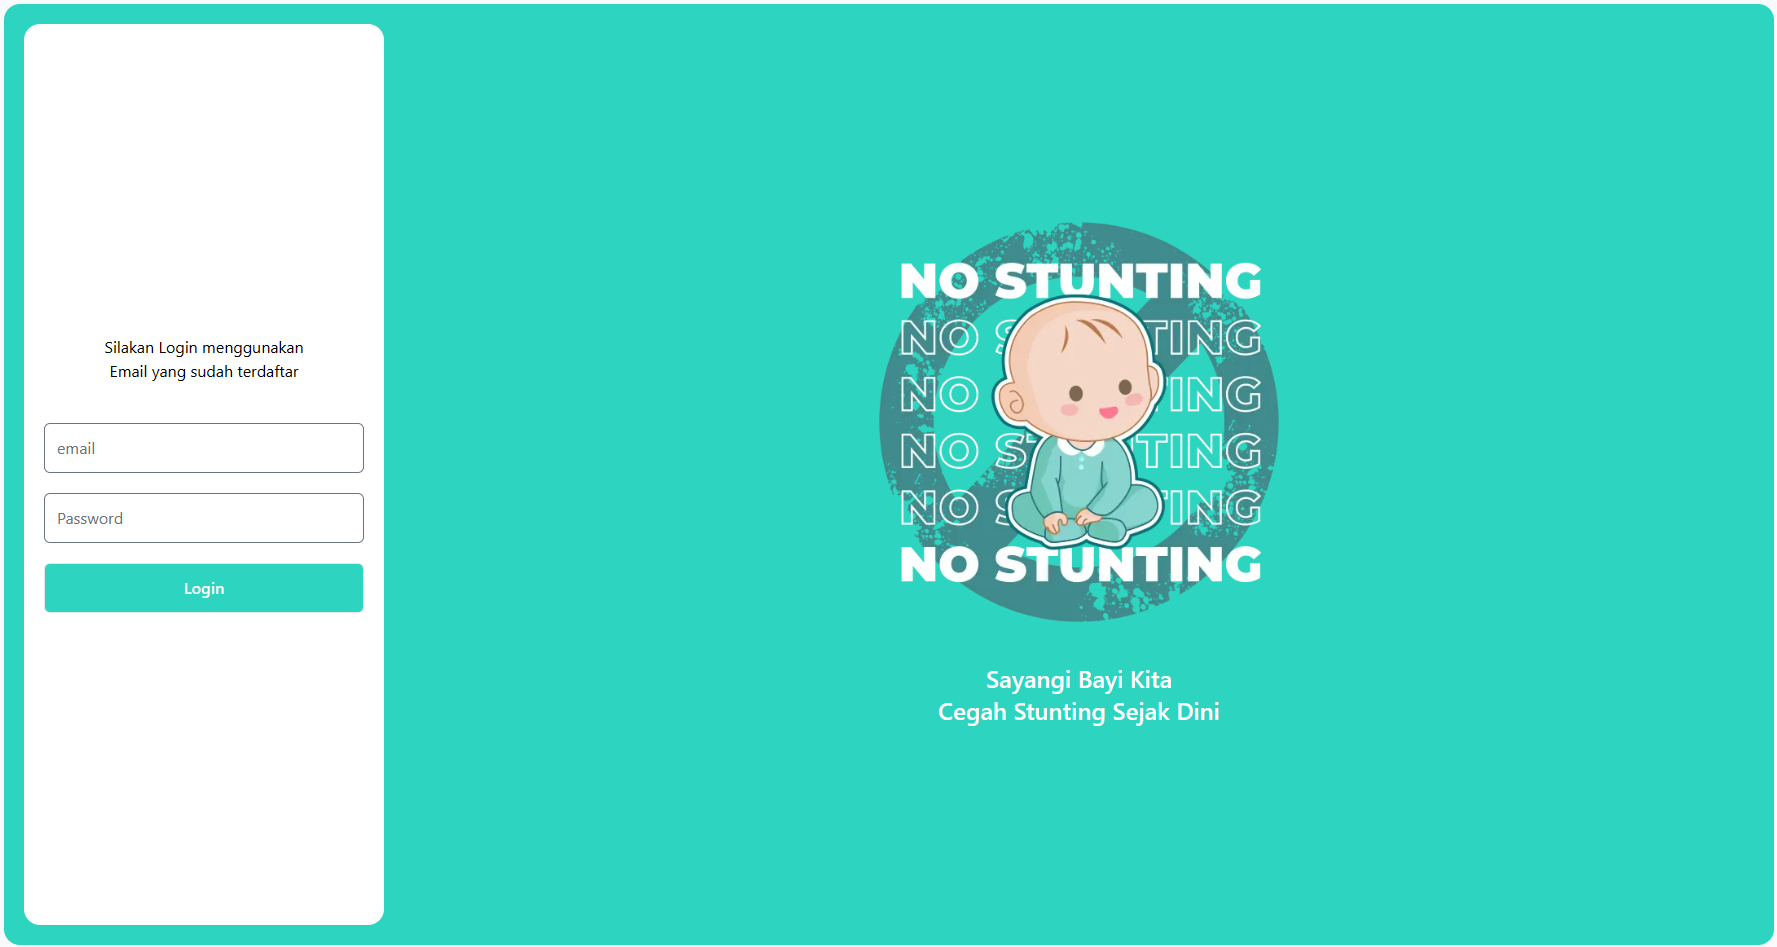 Silakan Login menggunakan
Email yang sudah terdaftar
email
Password
Login
NO STUNTING
NO S TING
NO TING
NO ST TING
NO S ING
NO STUNTING
Sayangi Bayi Kita
Cegah Stunting Sejak Dini